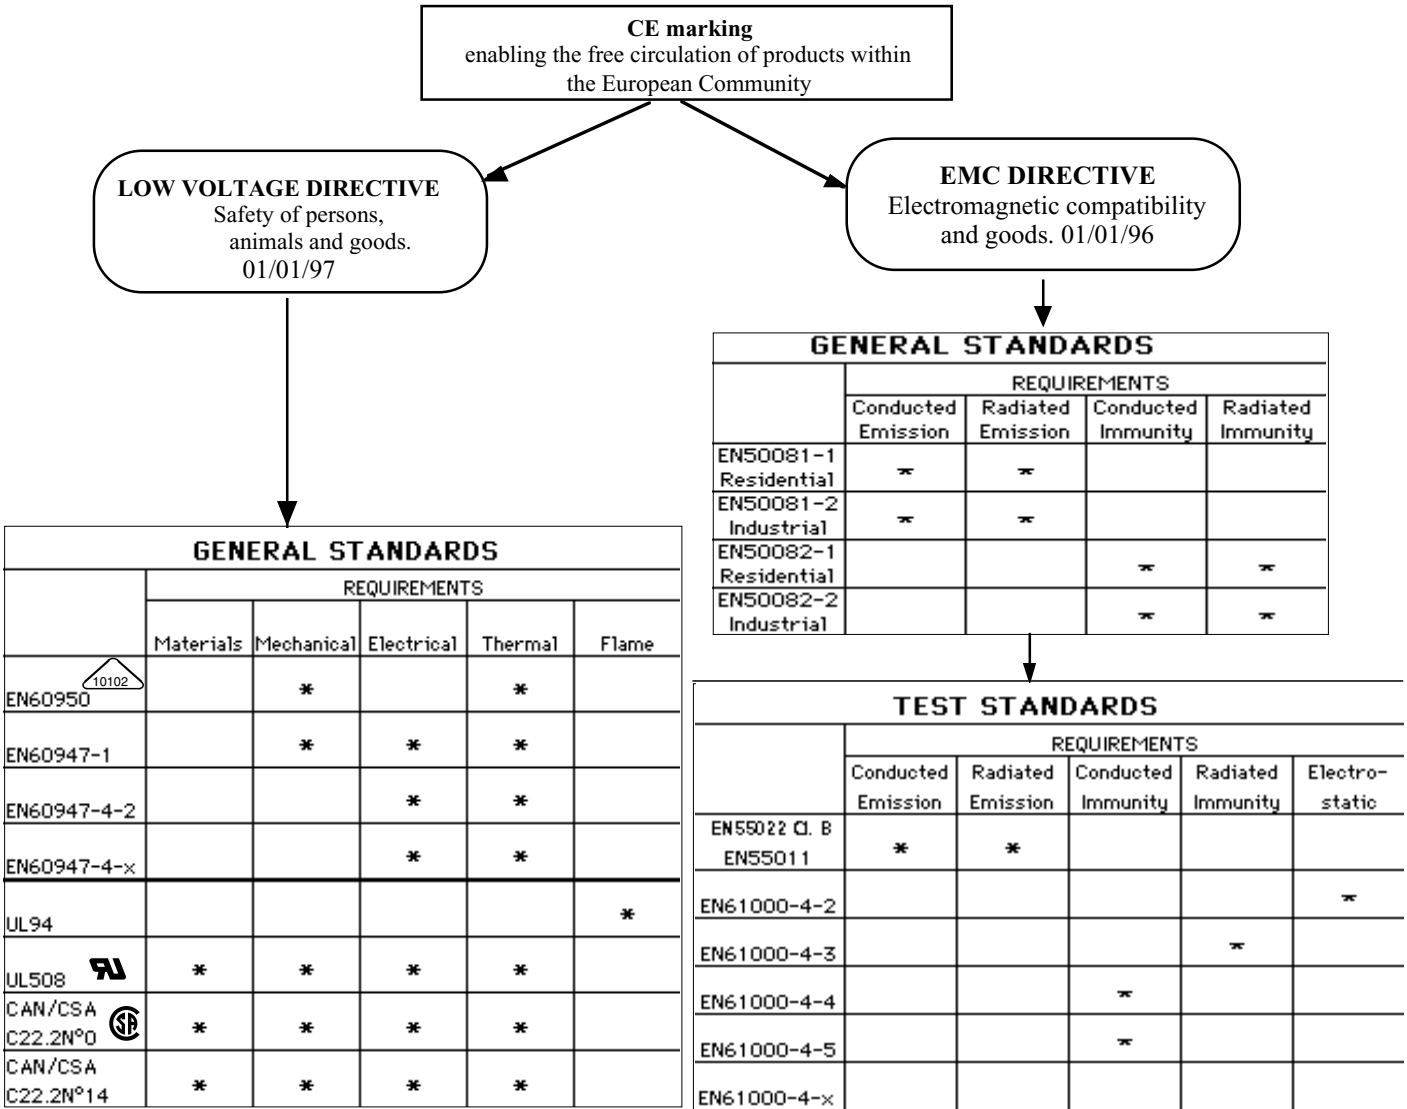 CE marking
enabling the free circulation of products within
the European Community
LOW VOLTAGE DIRECTIVE
Safety of persons,
animals and goods.
01/01/97
EMC DIRECTIVE
Electromagnetic compatibility
and goods. 01/01/96
GENERAL STANDARDS
REQUIREMENTS
Conducted Emission Radiated Emission Conducted Immunity Radiated Immunity
EN50081-1
Residential * *
EN50081-2
Industrial * *
EN50082-1
Residential * *
EN50082-2
Industrial * *
GENERAL STANDARDS
REQUIREMENTS
Materials Mechanical Electrical Thermal Flame
10102
EN60950 * *
EN60947-1 * * *
EN60947-4-2 * *
EN60947-4-x * *
UL94 *
UL508 RU * * * *
CAN/CSA SA
C22.2N°0 * * * *
CAN/CSA
C22.2N°14 * * * *
TEST STANDARDS
REQUIREMENTS
Conducted Emission Radiated Emission Conducted Immunity Radiated Immunity Electro-static
EN55022 Cl. B
EN55011 * *
EN61000-4-2 *
EN61000-4-3 *
EN61000-4-4 *
EN61000-4-5 *
EN61000-4-x